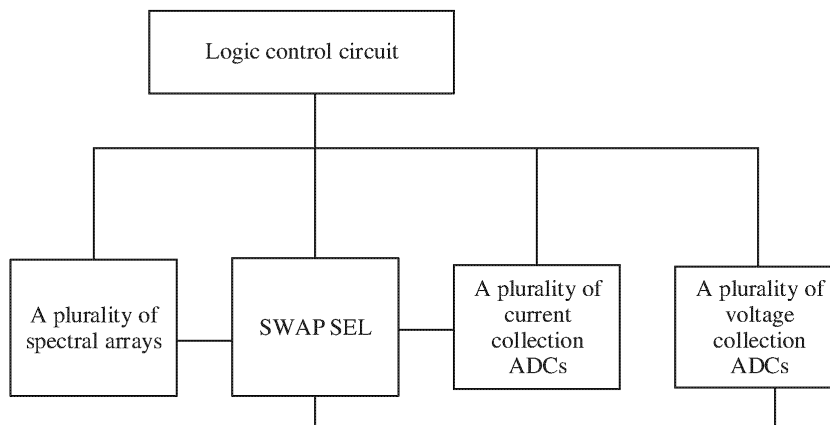 Logic control circuit
A plurality of
spectral arrays
SWAP SEL
A plurality of
current
collection
ADCs
A plurality of
voltage
collection
ADCs